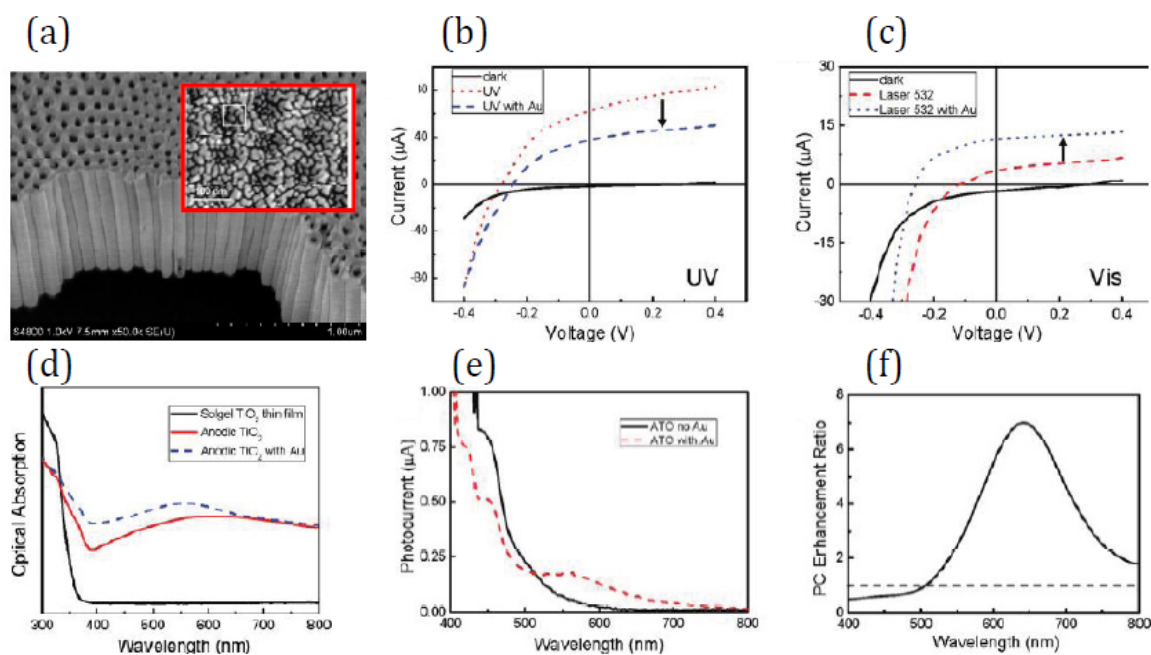 (a)
S4800 1.0kV 7.5mm x50.0k SE(U)
1.00um
(b)
dark
UV
UV with Au
80
40
0
-40
-80
Current (µA)
-0.4
-0.2
0.0
0.2
0.4
Voltage (V)
UV
(c)
dark
Laser 532
Laser 532 with Au
30
15
0
-15
-30
Current (µA)
-0.4
-0.2
0.0
0.2
0.4
Voltage (V)
Vis
(d)
Solgel TiO₂ thin film
Anodic TiO₂
Anodic TiO₂ with Au
Optical Absorption
300
400
500
600
700
800
Wavelength (nm)
(e)
ATO no Au
ATO with Au
1.00
0.75
0.50
0.25
0.00
Photocurrent [µA]
400
500
600
700
800
Wavelength (nm)
(f)
8
6
4
2
0
PC Enhancement Ratio
400
500
600
700
800
Wavelength (nm)